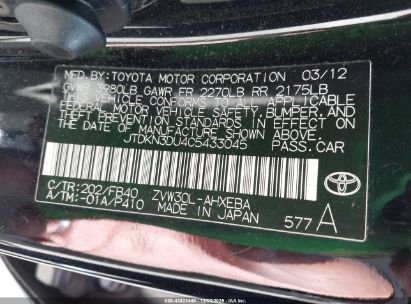 MFD.BY:TOYOTA MOTOR CORPORATION 03/12
GVWR 3980LB GAWR FR 2270LB RR 2175LB
THIS VEHICLE CONFORMS TO ALL APPLICABLE
FEDERAL MOTOR VEHICLE SAFETY, BUMPER, AND
THEFT PREVENTION STANDARDS IN EFFECT ON
THE DATE OF MANUFACTURE SHOWN ABOVE.
JTDKN3DU4C5433045 PASS.CAR
C/TR:202/FB40 ZVW30L-AHXEBA
A/TM:-01A/P410 MADE IN JAPAN
577A
TOYOTA